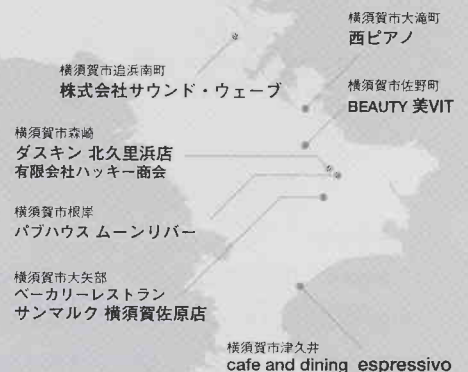 横須賀市大滝町
西ピアノ
横須賀市追浜南町
株式会社サウンド・ウェーブ
横須賀市佐野町
BEAUTY 美VIT
横須賀市森崎
ダスキン 北久里浜店
有限会社ハッキー商会
横須賀市根岸
パブハウス ムーンリバー
横須賀市大矢部
ベーカリーレストラン
サンマルク 横須賀佐原店
横須賀市津久井
cafe and dining espressivo